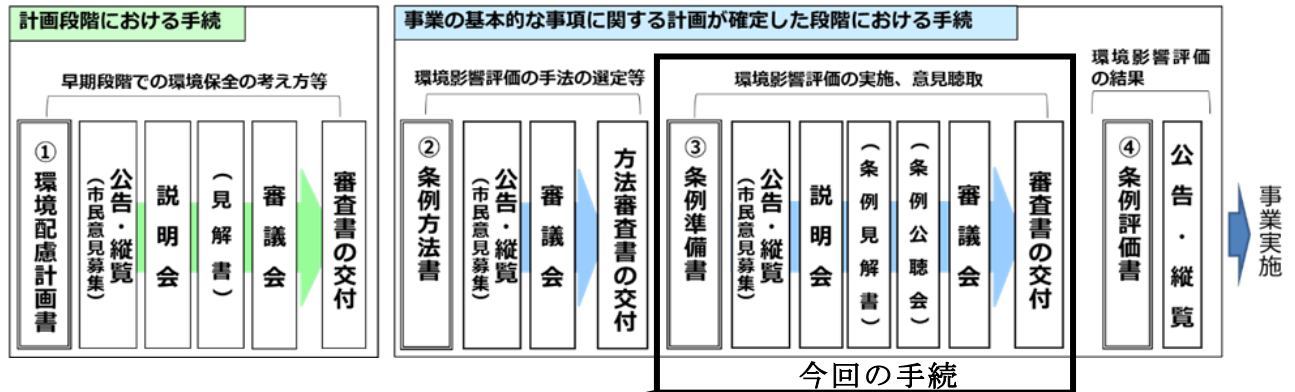 計画段階における手続
早期段階での環境保全の考え方等
①環境配慮計画書
公告・縦覧
（市民意見募集）
説明会
（見解書）
審議会
審査書の交付
事業の基本的な事項に関する計画が確定した段階における手続
環境影響評価の手法の選定等
②条例方法書
公告・縦覧
（市民意見募集）
審議会
方法審査書の交付
環境影響評価の実施、意見聴取
③条例準備書
公告・縦覧
（市民意見募集）
説明会
（条例見解書）
（条例公聴会）
審議会
審査書の交付
今回の手続
環境影響評価
の結果
④条例評価書
公告・縦覧
事業実施